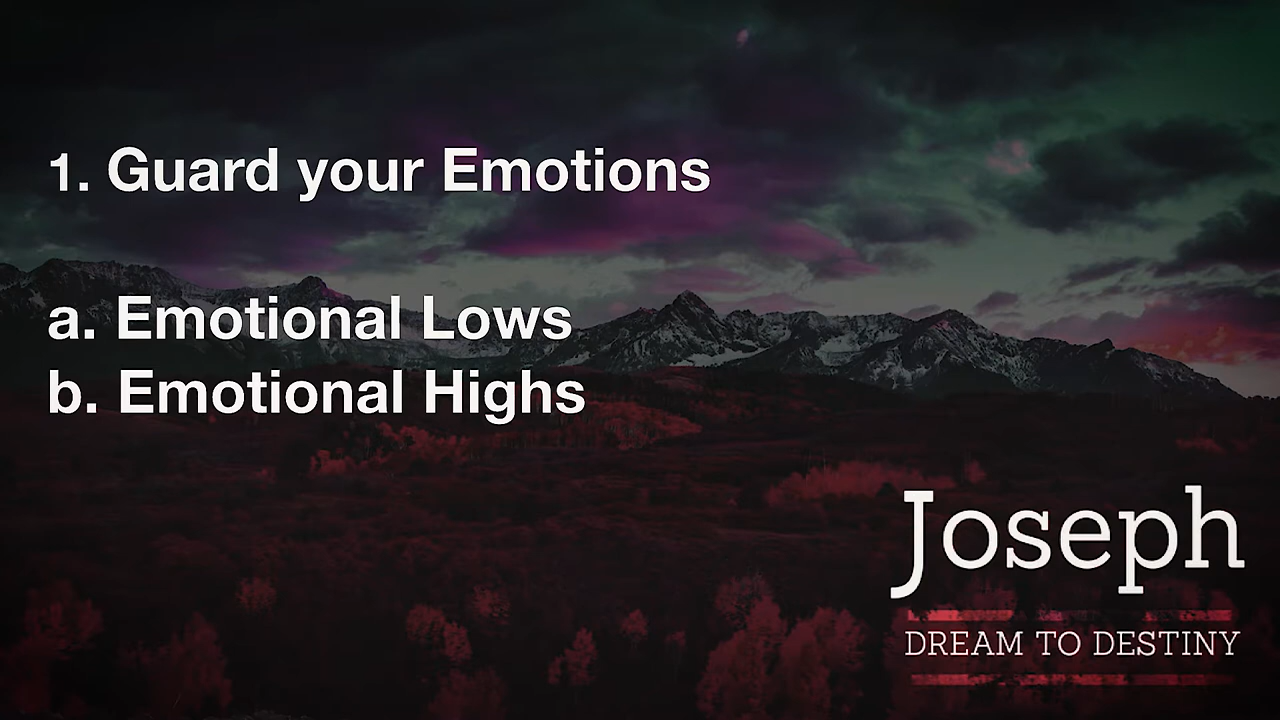 1. Guard your Emotions
a. Emotional Lows
b. Emotional Highs
Joseph
DREAM TO DESTINY